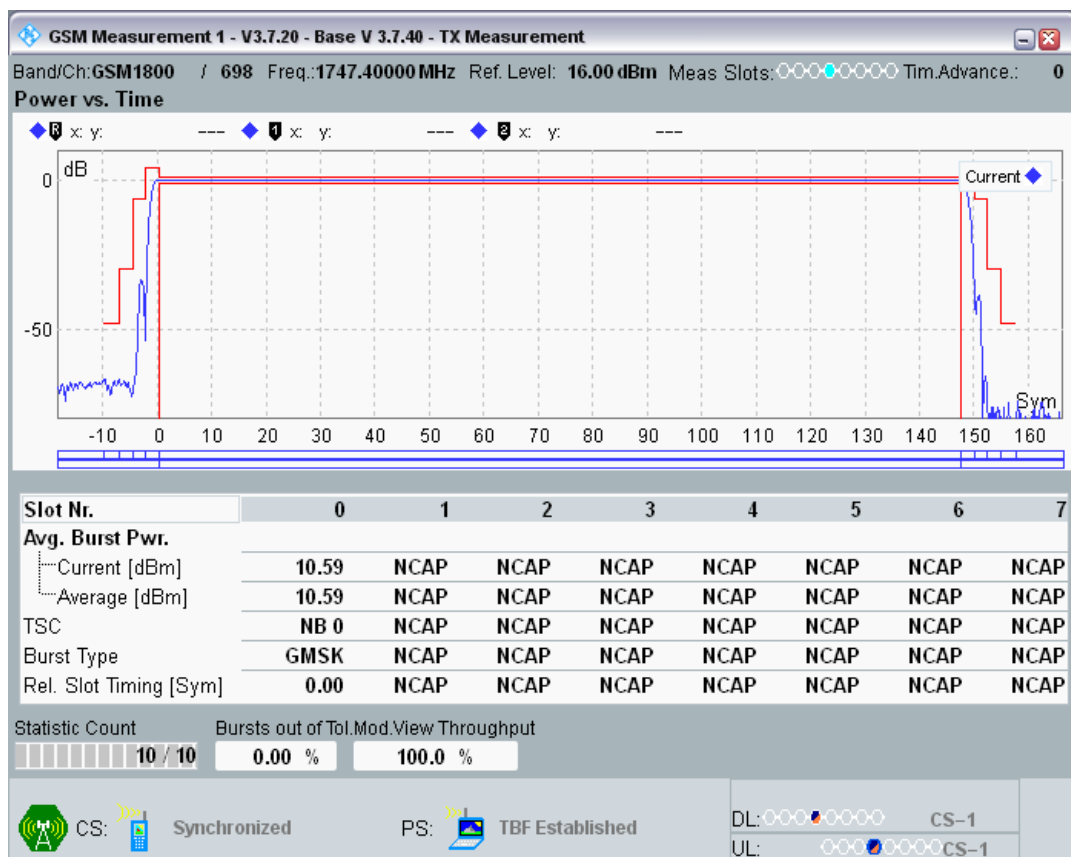 GSM Measurement 1 - V3.7.20 - Base V 3.7.40 - TX Measurement
Band/Ch:GSM1800 / 698 Freq.:1747.40000 MHz Ref. Level: 16.00 dBm Meas Slots: Tim.Advance.: 0
Power vs. Time
R x: y: --- 1 x: y: --- 2 x: y: ---
dB
Current
0
-50
Sym
-10 0 10 20 30 40 50 60 70 80 90 100 110 120 130 140 150 160
Slot Nr. 0 1 2 3 4 5 6 7
Avg. Burst Pwr.
Current [dBm] 10.59 NCAP NCAP NCAP NCAP NCAP NCAP NCAP
Average [dBm] 10.59 NCAP NCAP NCAP NCAP NCAP NCAP NCAP
TSC NB 0 NCAP NCAP NCAP NCAP NCAP NCAP NCAP
Burst Type GMSK NCAP NCAP NCAP NCAP NCAP NCAP NCAP
Rel. Slot Timing [Sym] 0.00 NCAP NCAP NCAP NCAP NCAP NCAP NCAP
Statistic Count Bursts out of Tol.Mod.View Throughput
10 / 10 0.00 % 100.0 %
CS: Synchronized PS: TBF Established
DL: CS-1
UL: CS-1